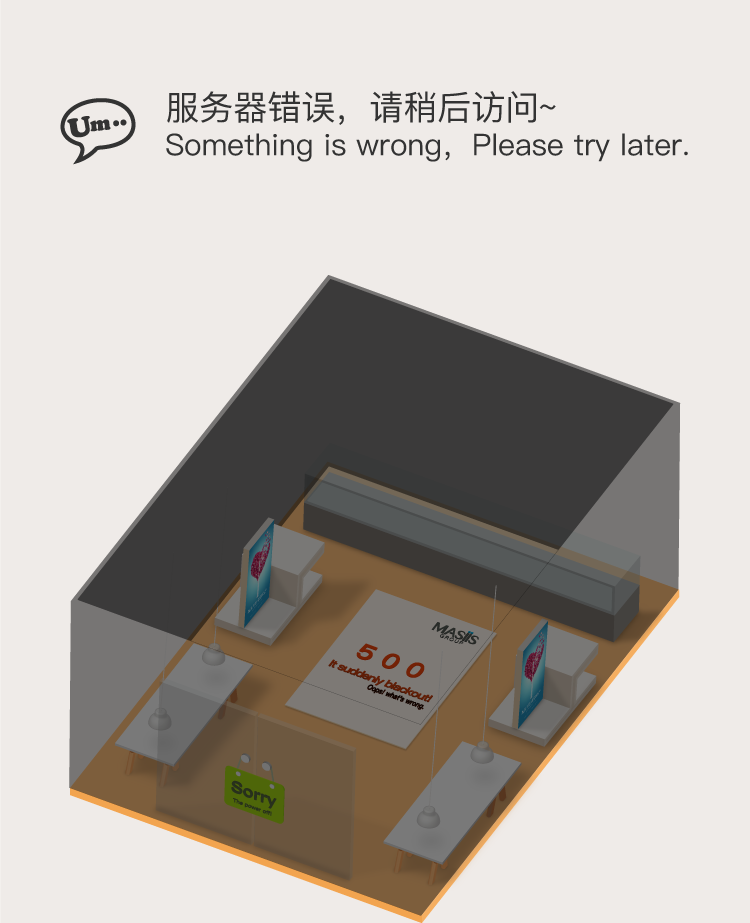 Um..
服务器错误，请稍后访问~
Something is wrong, Please try later.
MASIIS
GROUP
500
It suddenly blackout!
Oops! what's wrong.
Sorry
The power off!